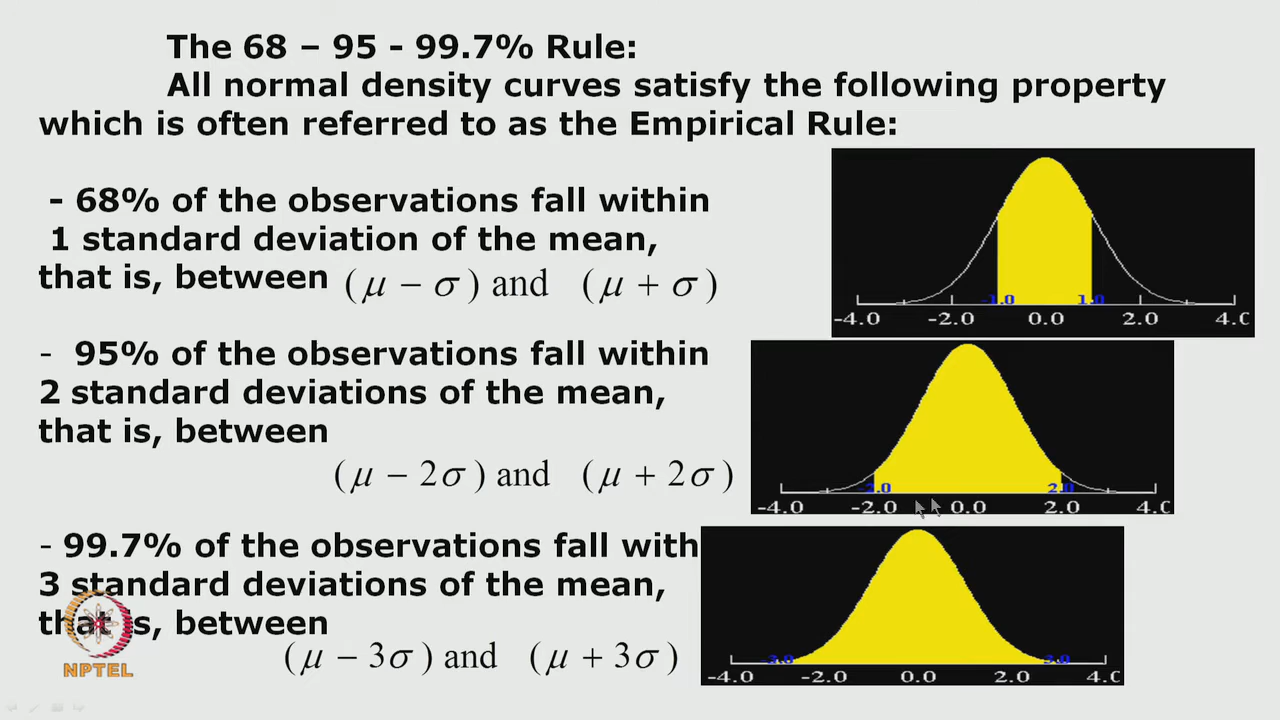 The 68 – 95 - 99.7% Rule:
All normal density curves satisfy the following property
which is often referred to as the Empirical Rule:
- 68% of the observations fall within
1 standard deviation of the mean,
that is, between (μ − σ) and (μ + σ)
-1.0 1.0
-4.0 -2.0 0.0 2.0 4.0
- 95% of the observations fall within
2 standard deviations of the mean,
that is, between
(μ − 2σ) and (μ + 2σ)
-2.0 2.0
-4.0 -2.0 0.0 2.0 4.0
- 99.7% of the observations fall with
3 standard deviations of the mean,
that is, between
(μ − 3σ) and (μ + 3σ)
-3.0 3.0
-4.0 -2.0 0.0 2.0 4.0
NPTEL